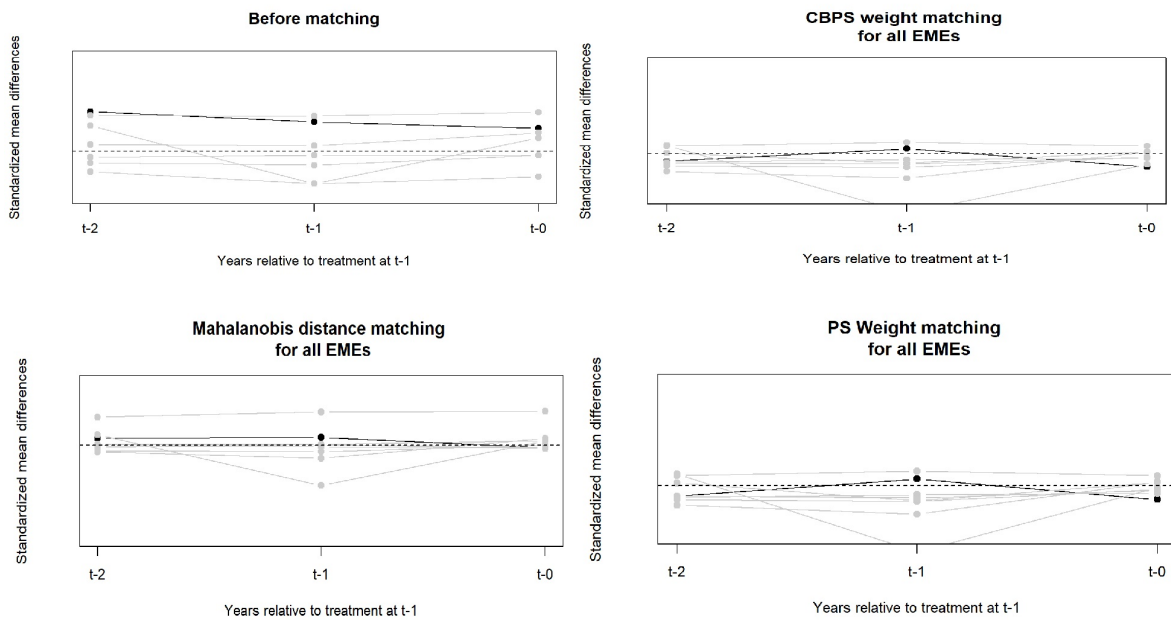 Before matching
Standardized mean differences
t-2
t-1
t-0
Years relative to treatment at t-1
CBPS weight matching
for all EMEs
Standardized mean differences
t-2
t-1
t-0
Years relative to treatment at t-1
Mahalanobis distance matching
for all EMEs
Standardized mean differences
t-2
t-1
t-0
Years relative to treatment at t-1
PS Weight matching
for all EMEs
Standardized mean differences
t-2
t-1
t-0
Years relative to treatment at t-1